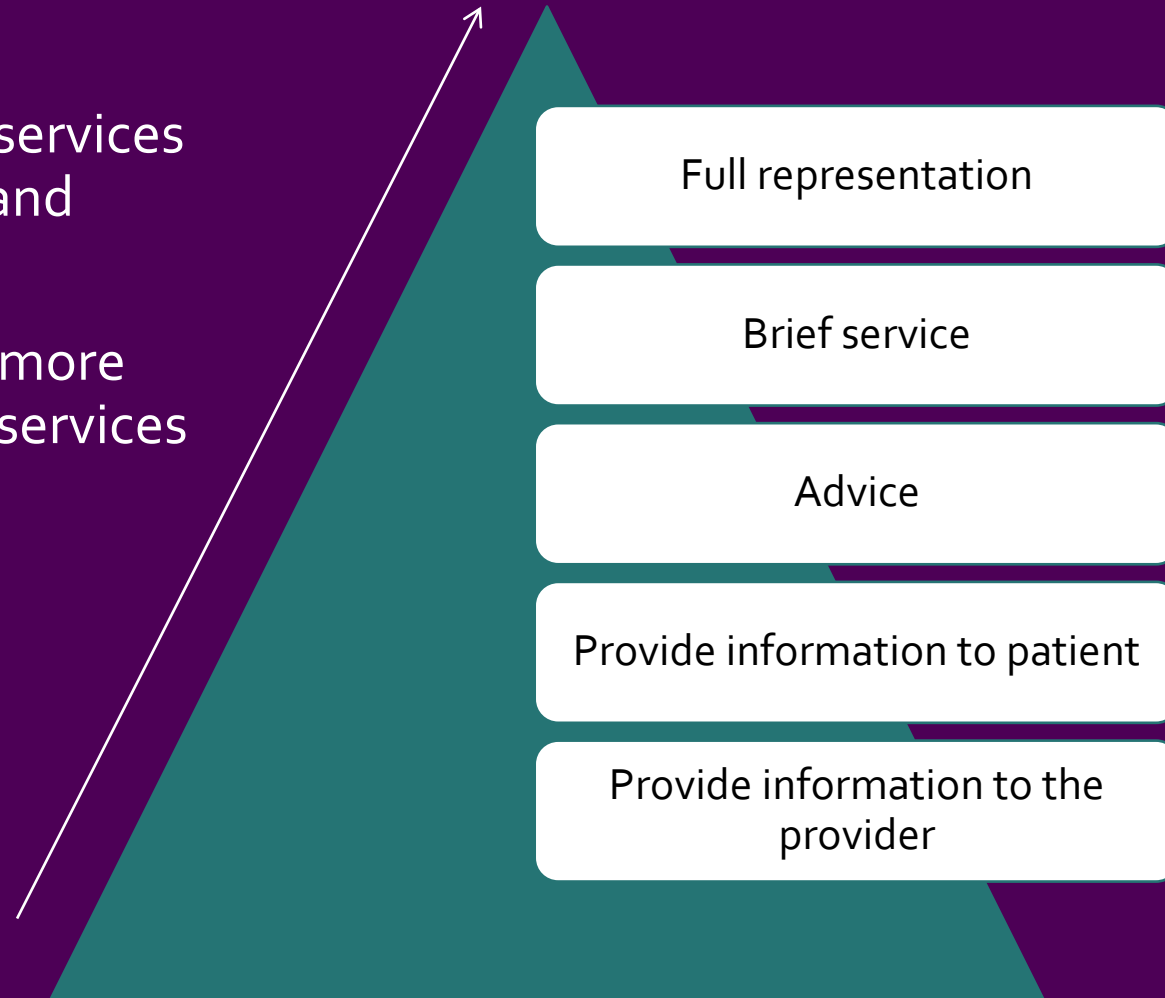 services
and
more
services
Full representation
Brief service
Advice
Provide information to patient
Provide information to the
provider